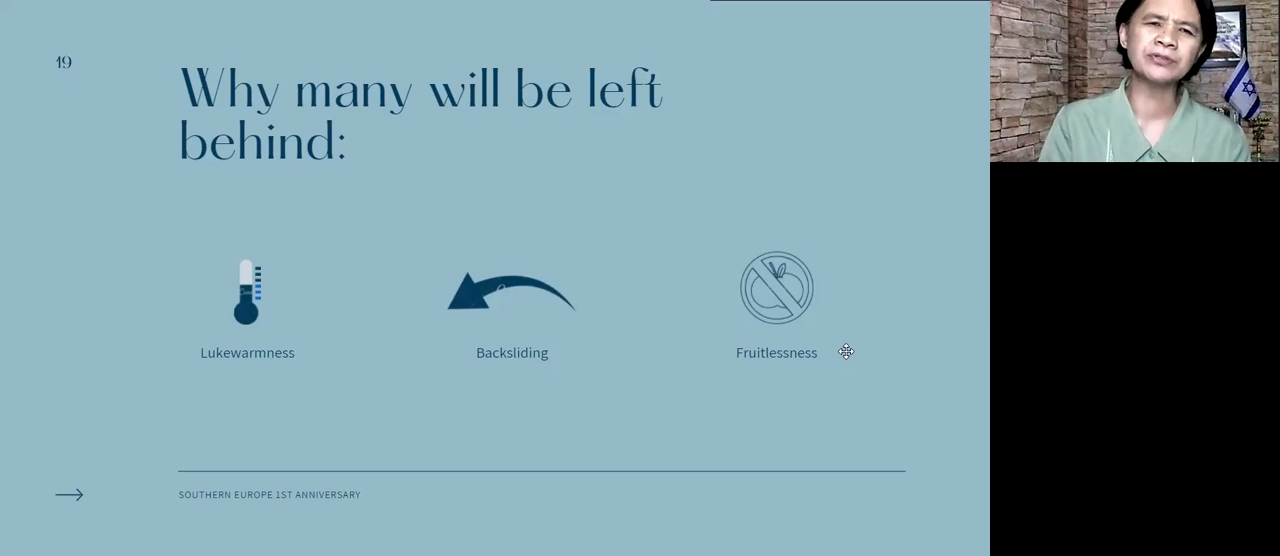 19
Why many will be left
behind:
Lukewarmness
Backsliding
Fruitlessness
SOUTHERN EUROPE 1ST ANNIVERSARY